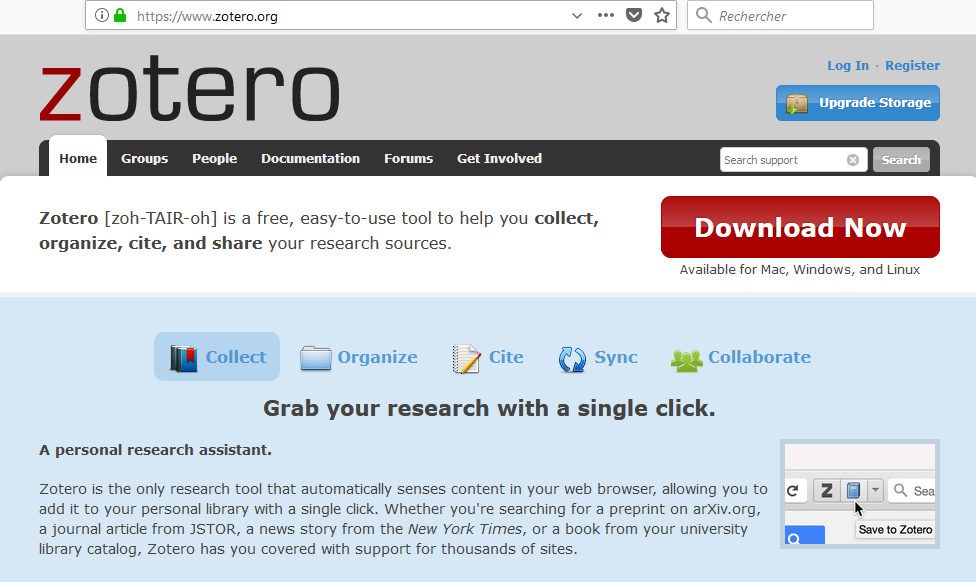 https://www.zotero.org
Rechercher
zotero
Log In - Register
Upgrade Storage
Home Groups People Documentation Forums Get Involved
Search support
Search
Zotero [zoh-TAIR-oh] is a free, easy-to-use tool to help you collect,
organize, cite, and share your research sources.
Download Now
Available for Mac, Windows, and Linux
Collect Organize Cite Sync Collaborate
Grab your research with a single click.
A personal research assistant.
Zotero is the only research tool that automatically senses content in your web browser, allowing you to
add it to your personal library with a single click. Whether you're searching for a preprint on arXiv.org,
a journal article from JSTOR, a news story from the New York Times, or a book from your university
library catalog, Zotero has you covered with support for thousands of sites.
Z
Sea
Save to Zotero